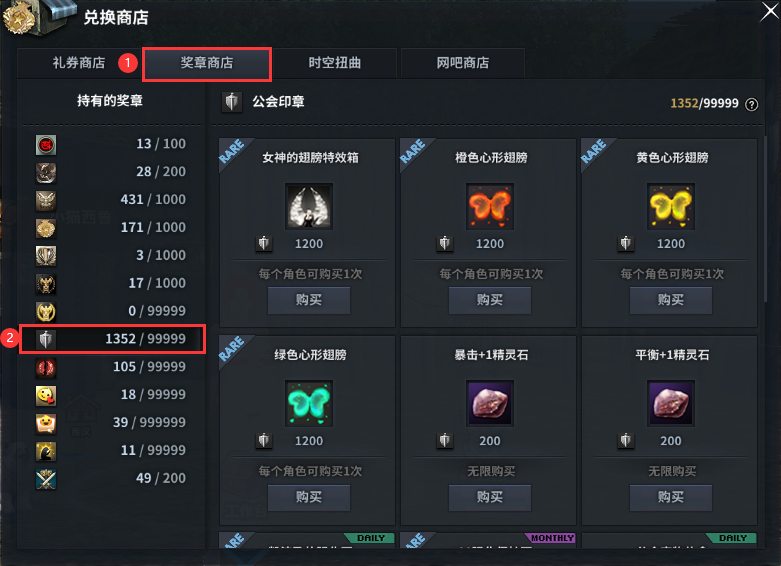 兑换商店
礼券商店 1 奖章商店 时空扭曲 网吧商店
持有的奖章
公会印章 1352/99999 ?
13 / 100
28 / 200
431 / 1000
171 / 1000
3 / 1000
17 / 1000
0 / 99999
2 1352 / 99999
105 / 99999
18 / 99999
39 / 999999
11 / 99999
49 / 200
RARE 女神的翅膀特效箱
1200
每个角色可购买1次
购买
RARE 橙色心形翅膀
1200
每个角色可购买1次
购买
RARE 黄色心形翅膀
1200
每个角色可购买1次
购买
RARE 绿色心形翅膀
1200
每个角色可购买1次
购买
暴击+1精灵石
200
无限购买
购买
平衡+1精灵石
200
无限购买
购买
RARE DAILY
RARE MONTHLY
DAILY